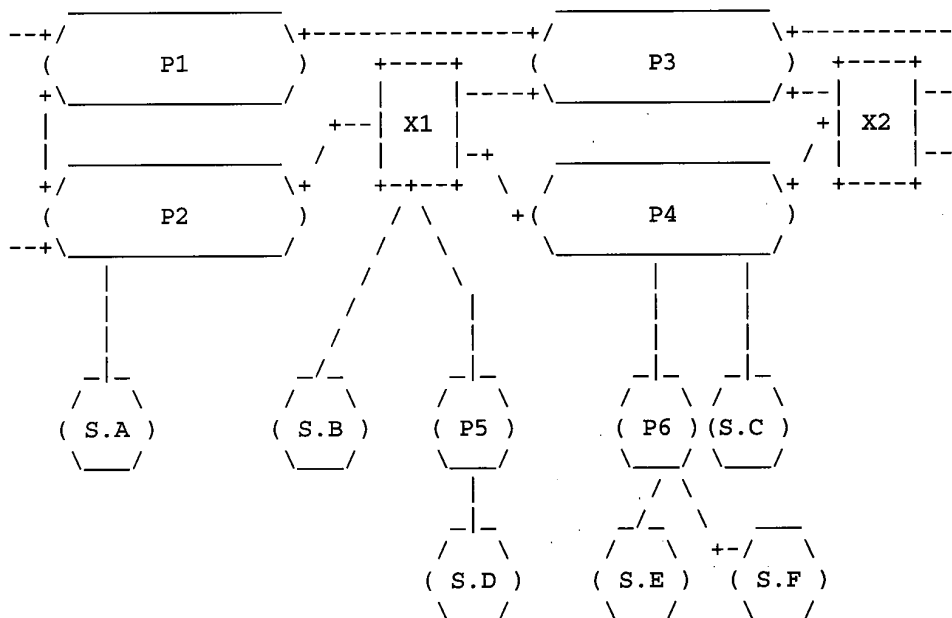 P1 P3
X1 X2
P2 P4
S.A S.B P5 P6 S.C
S.D S.E S.F